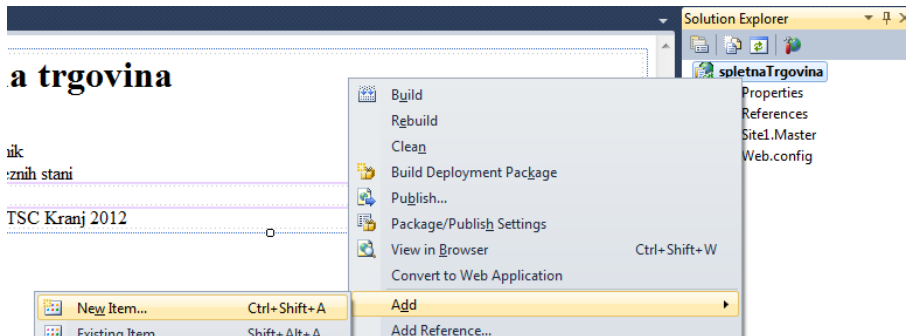 Solution Explorer
a trgovina
spletnaTrgovina
Properties
References
Site1.Master
Web.config
nik
znih stani
TSC Kranj 2012
Build
Rebuild
Clean
Build Deployment Package
Publish...
Package/Publish Settings
View in Browser Ctrl+Shift+W
Convert to Web Application
Add
Add Reference...
New Item... Ctrl+Shift+A
Existing Item Shift+Alt+A